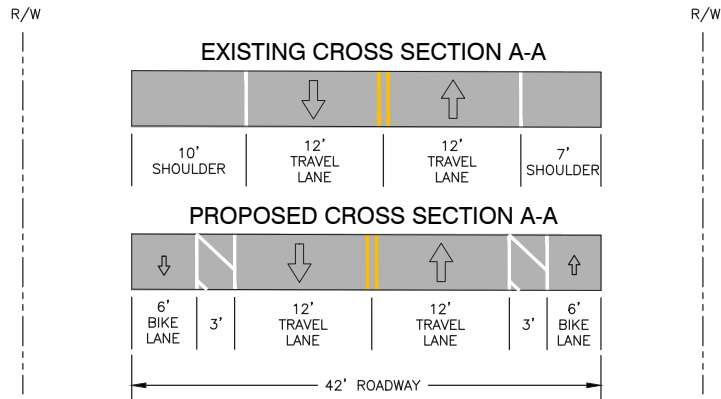 R/W
R/W
EXISTING CROSS SECTION A-A
10'
SHOULDER
12'
TRAVEL
LANE
12'
TRAVEL
LANE
7'
SHOULDER
PROPOSED CROSS SECTION A-A
6'
BIKE
LANE
3'
12'
TRAVEL
LANE
12'
TRAVEL
LANE
3'
6'
BIKE
LANE
42' ROADWAY